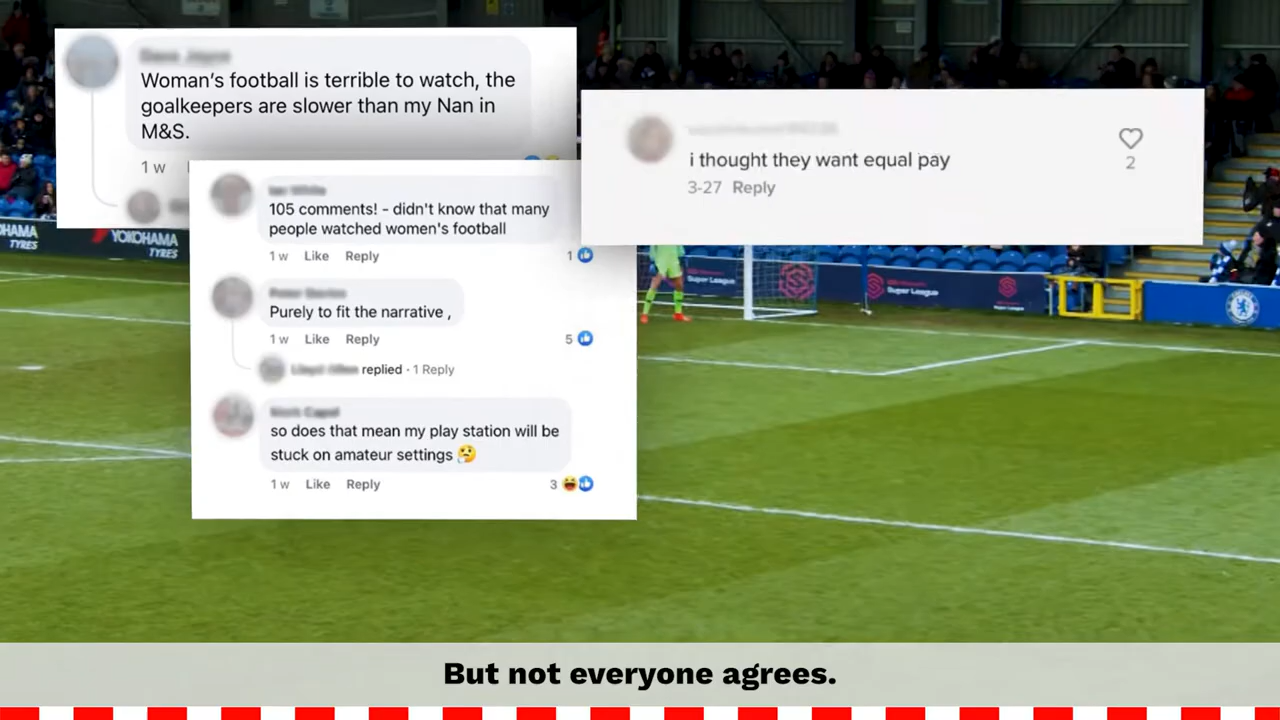 Woman's football is terrible to watch, the
goalkeepers are slower than my Nan in
M&S.
1 w
105 comments! - didn't know that many
people watched women's football
1 w Like Reply 1
Purely to fit the narrative ,
1 w Like Reply 5
replied · 1 Reply
so does that mean my play station will be
stuck on amateur settings 🤔
1 w Like Reply 3
i thought they want equal pay
2
3-27 Reply
YOKOHAMA
TYRES
Super League
Super League
But not everyone agrees.